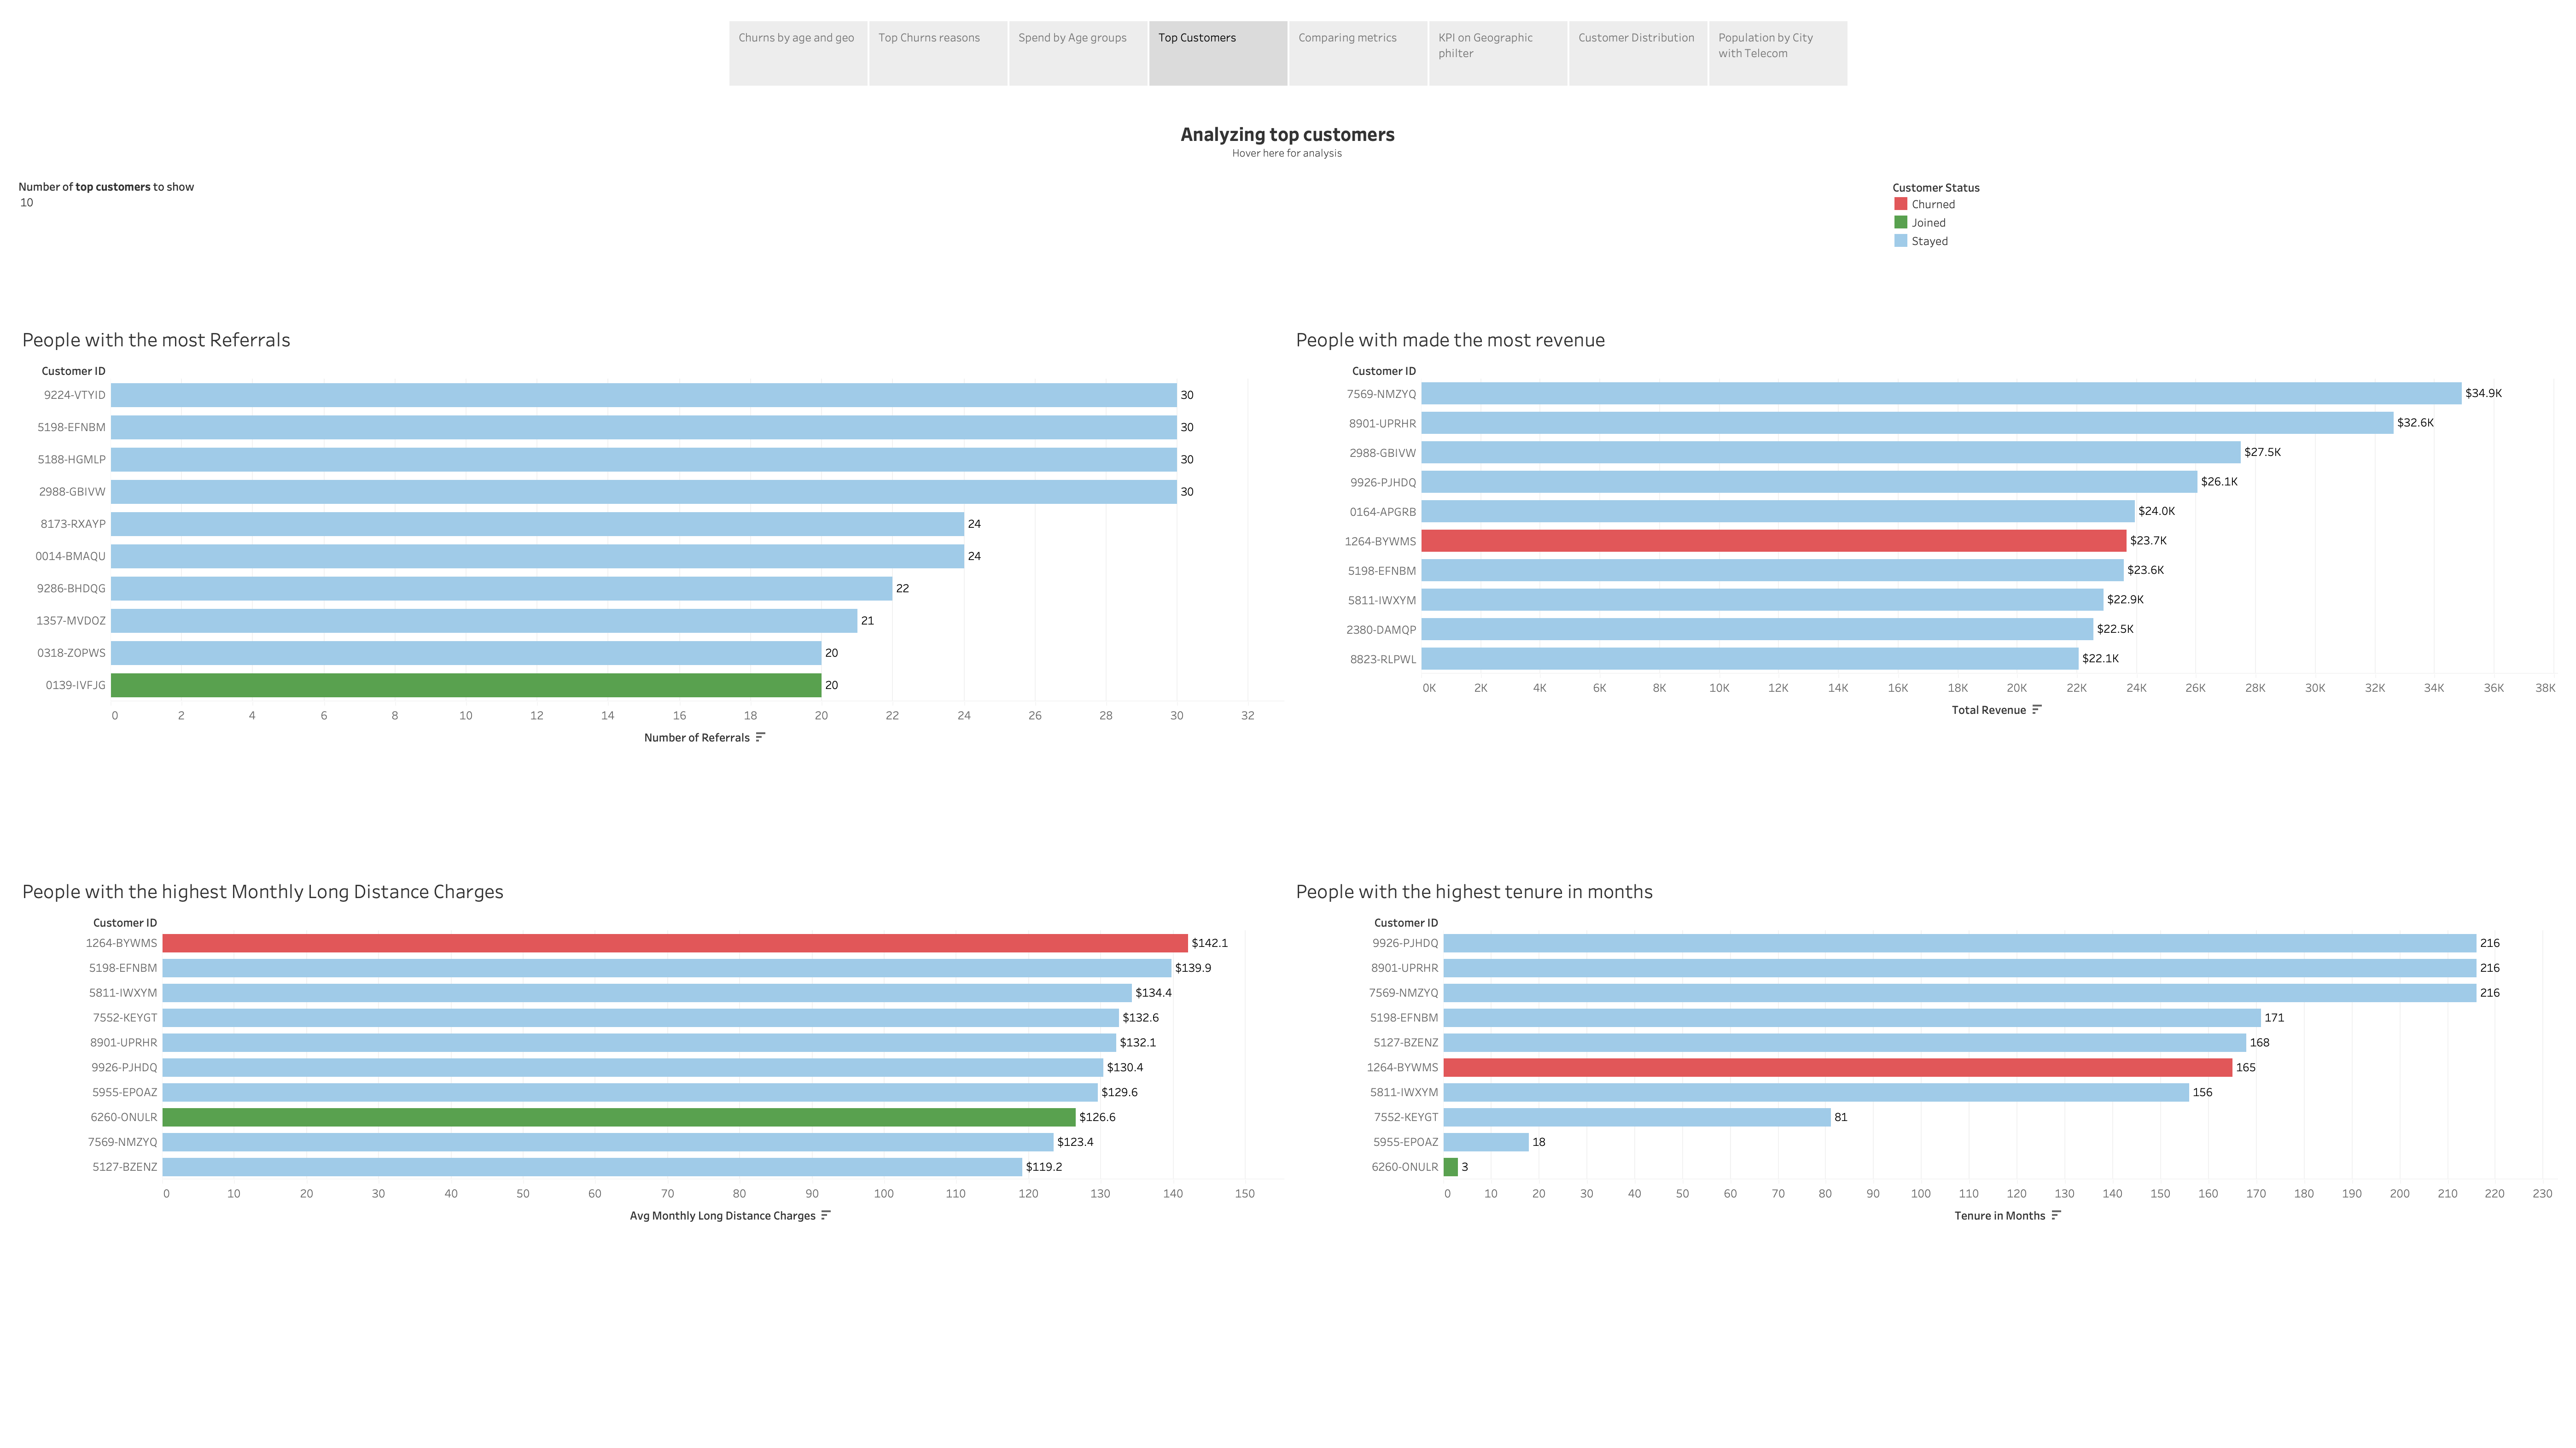 Churns by age and geo
Top Churns reasons
Spend by Age groups
Top Customers
Comparing metrics
KPI on Geographic
philter
Customer Distribution
Population by City
with Telecom
Analyzing top customers
Hover here for analysis
Number of top customers to show
10
Customer Status
Churned
Joined
Stayed
People with the most Referrals
Customer ID
9224-VTYID 30
5198-EFNBM 30
5188-HGMLP 30
2988-GBIVW 30
8173-RXAYP 24
0014-BMAQU 24
9286-BHDQG 22
1357-MVDOZ 21
0318-ZOPWS 20
0139-IVFJG 20
0 2 4 6 8 10 12 14 16 18 20 22 24 26 28 30 32
Number of Referrals
People with made the most revenue
Customer ID
7569-NMZYQ $34.9K
8901-UPRHR $32.6K
2988-GBIVW $27.5K
9926-PJHDQ $26.1K
0164-APGRB $24.0K
1264-BYWMS $23.7K
5198-EFNBM $23.6K
5811-IWXYM $22.9K
2380-DAMQP $22.5K
8823-RLPWL $22.1K
0K 2K 4K 6K 8K 10K 12K 14K 16K 18K 20K 22K 24K 26K 28K 30K 32K 34K 36K 38K
Total Revenue
People with the highest Monthly Long Distance Charges
Customer ID
1264-BYWMS $142.1
5198-EFNBM $139.9
5811-IWXYM $134.4
7552-KEYGT $132.6
8901-UPRHR $132.1
9926-PJHDQ $130.4
5955-EPOAZ $129.6
6260-ONULR $126.6
7569-NMZYQ $123.4
5127-BZENZ $119.2
0 10 20 30 40 50 60 70 80 90 100 110 120 130 140 150
Avg Monthly Long Distance Charges
People with the highest tenure in months
Customer ID
9926-PJHDQ 216
8901-UPRHR 216
7569-NMZYQ 216
5198-EFNBM 171
5127-BZENZ 168
1264-BYWMS 165
5811-IWXYM 156
7552-KEYGT 81
5955-EPOAZ 18
6260-ONULR 3
0 10 20 30 40 50 60 70 80 90 100 110 120 130 140 150 160 170 180 190 200 210 220 230
Tenure in Months